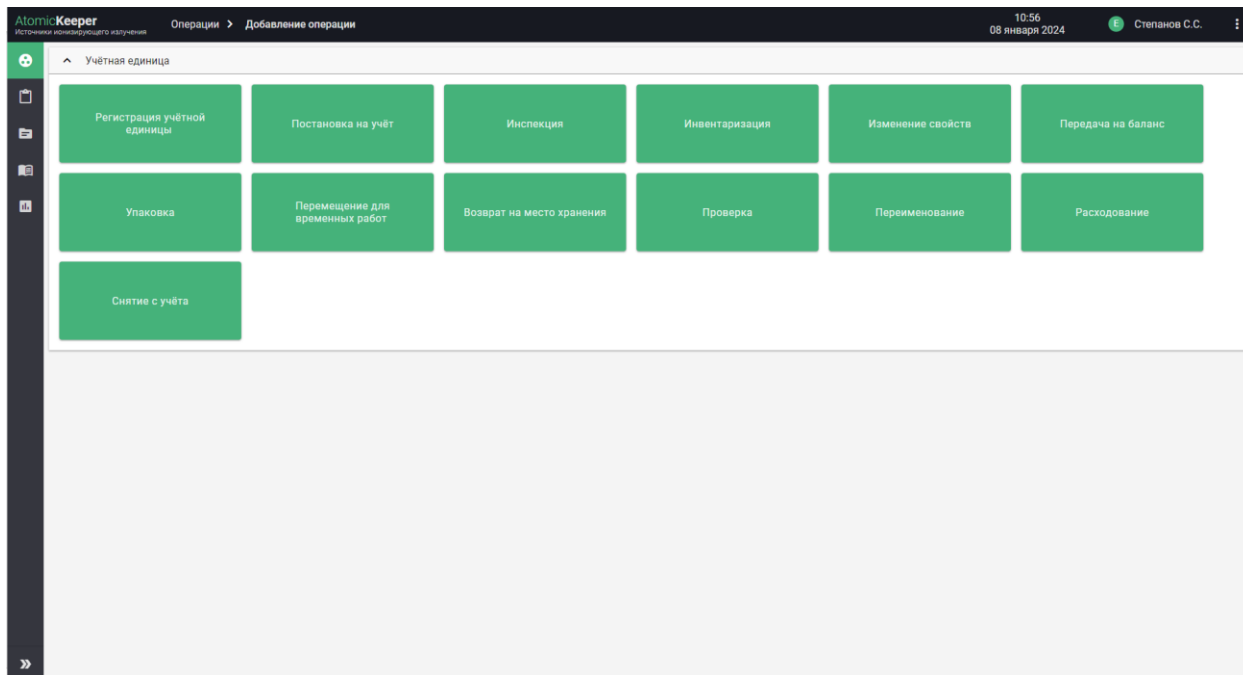 AtomicKeeper
Источники ионизирующего излучения
Операции
Добавление операции
10:56
08 января 2024
E
Степанов С.С.
Учётная единица
Регистрация учётной
единицы
Постановка на учёт
Инспекция
Инвентаризация
Изменение свойств
Передача на баланс
Упаковка
Перемещение для
временных работ
Возврат на место хранения
Проверка
Переименование
Расходование
Снятие с учёта